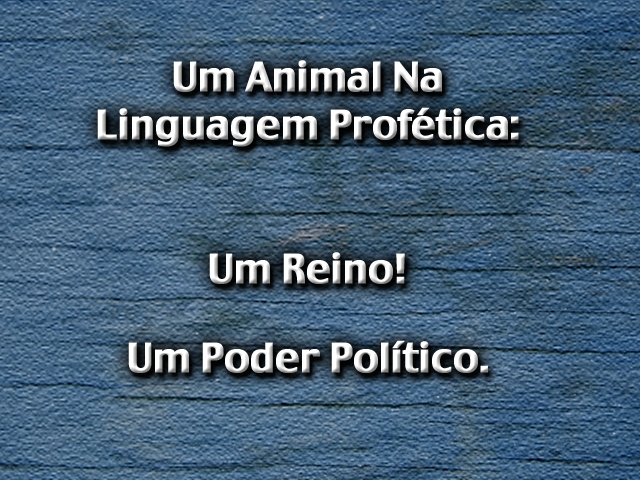 Um Animal Na
Linguagem Profética:
Um Reino!
Um Poder Político.